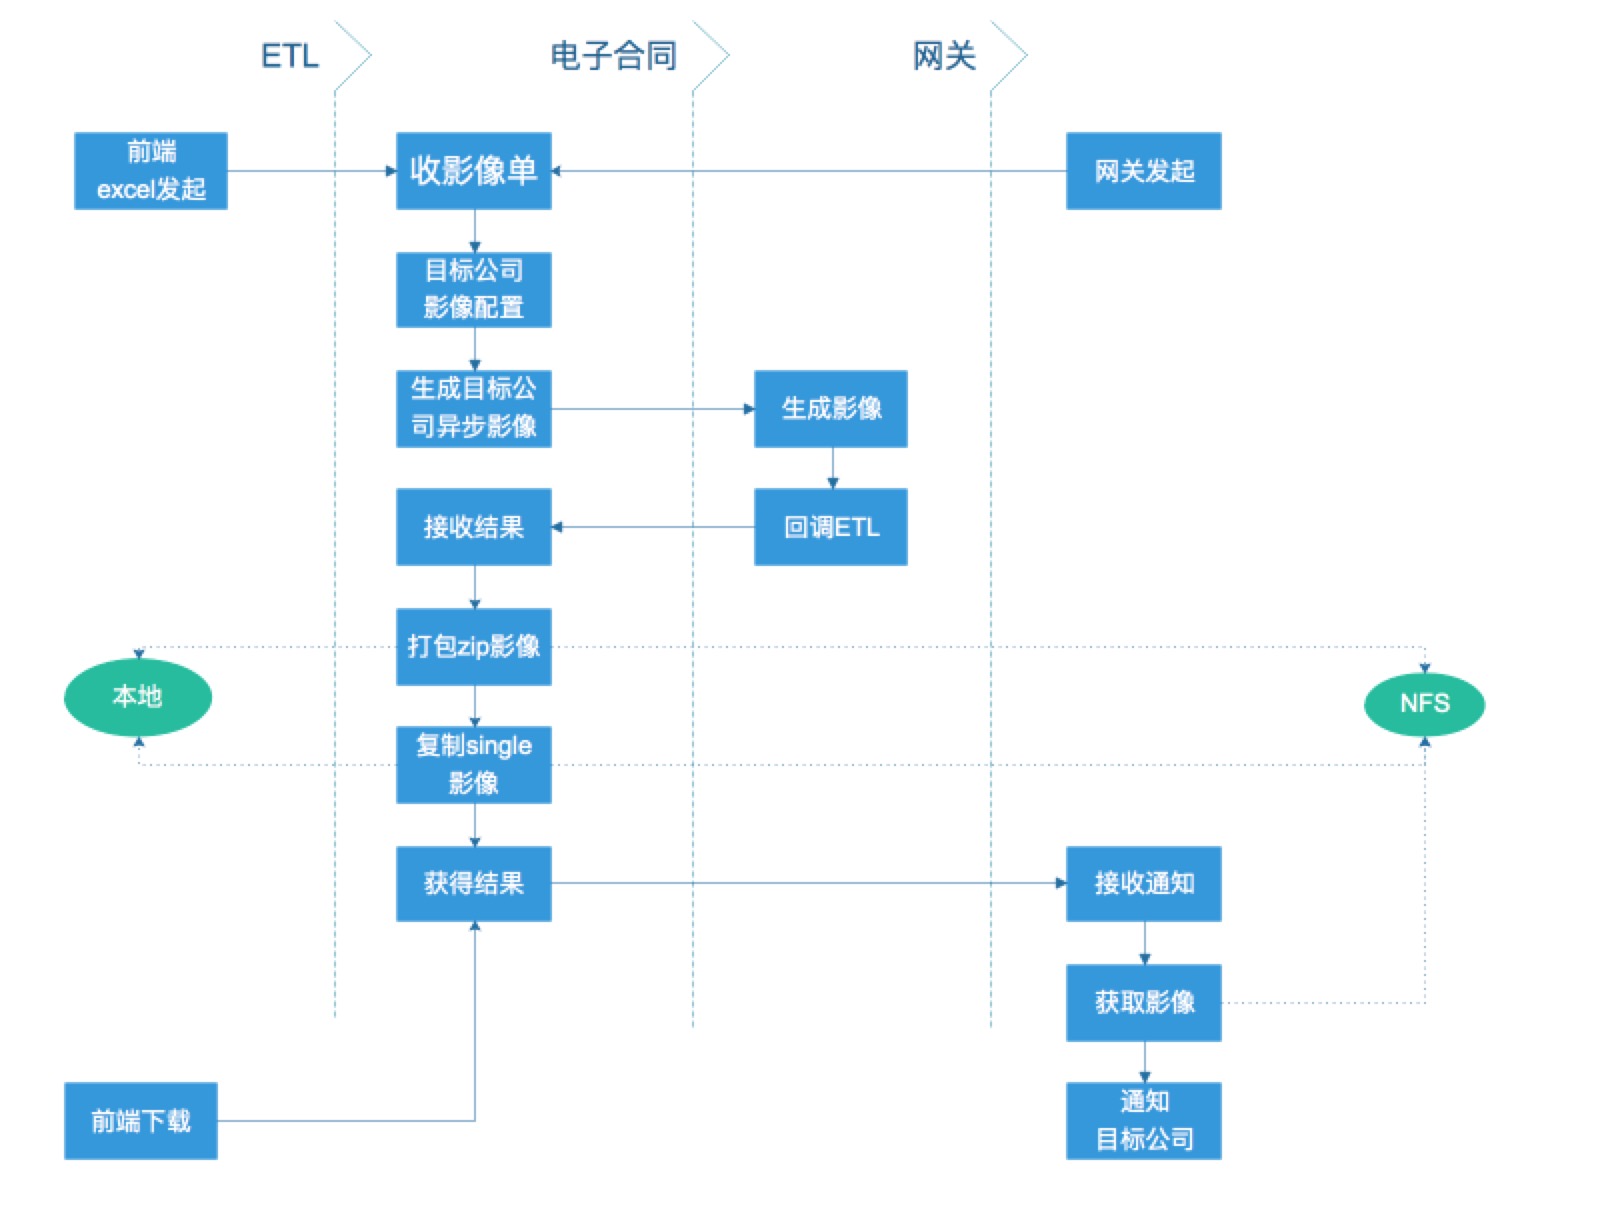 ETL
电子合同
网关
前端
excel发起
收影像单
网关发起
目标公司
影像配置
生成目标公
司异步影像
生成影像
接收结果
回调ETL
打包zip影像
本地
NFS
复制single
影像
获得结果
接收通知
获取影像
前端下载
通知
目标公司